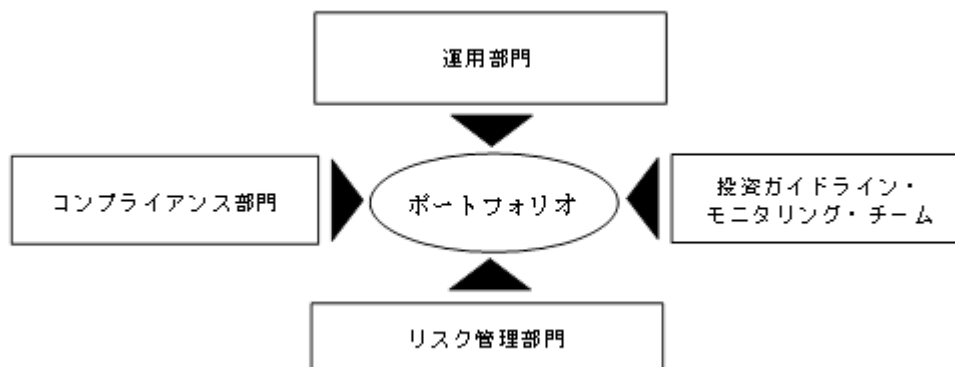 運用部門
コンプライアンス部門
ポートフォリオ
投資ガイドライン・
モニタリング・チーム
リスク管理部門